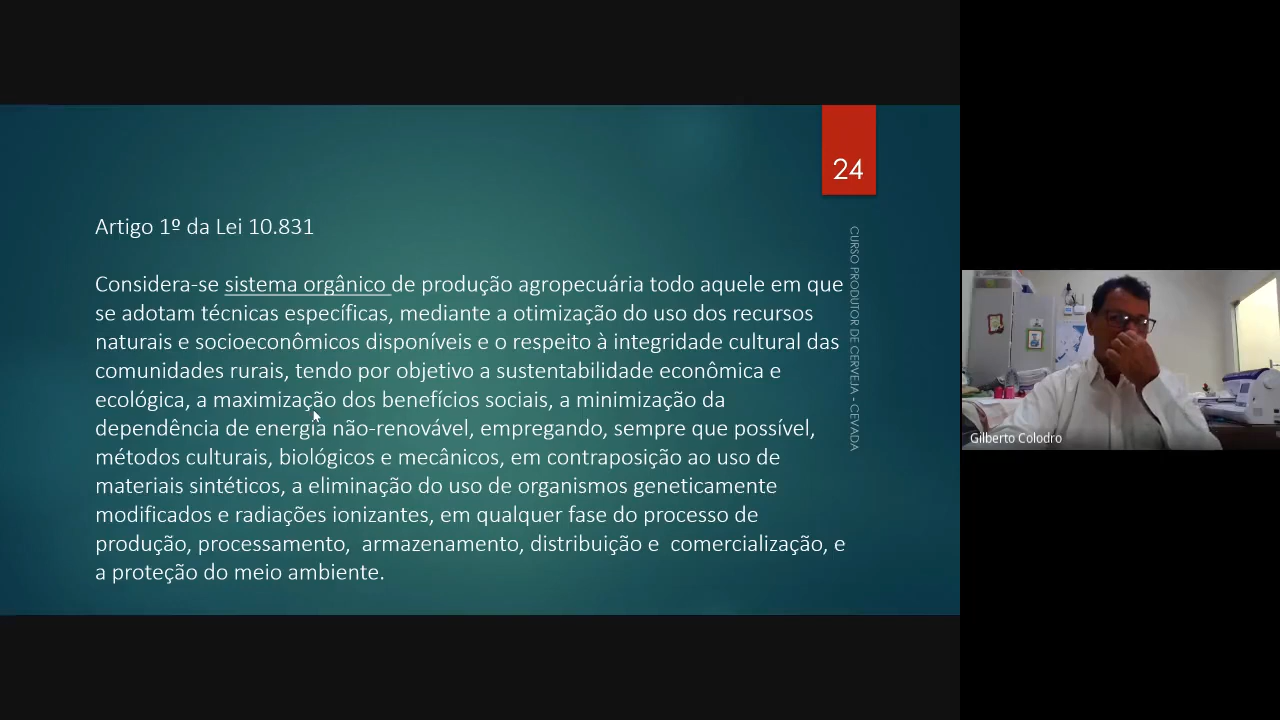 24
Artigo 1º da Lei 10.831
Considera-se sistema orgânico de produção agropecuária todo aquele em que
se adotam técnicas específicas, mediante a otimização do uso dos recursos
naturais e socioeconômicos disponíveis e o respeito à integridade cultural das
comunidades rurais, tendo por objetivo a sustentabilidade econômica e
ecológica, a maximização dos benefícios sociais, a minimização da
dependência de energia não-renovável, empregando, sempre que possível,
métodos culturais, biológicos e mecânicos, em contraposição ao uso de
materiais sintéticos, a eliminação do uso de organismos geneticamente
modificados e radiações ionizantes, em qualquer fase do processo de
produção, processamento,  armazenamento, distribuição e  comercialização, e
a proteção do meio ambiente.
CURSO PRODUTOR DE CERVEJA - CEVADA
Gilberto Colodro